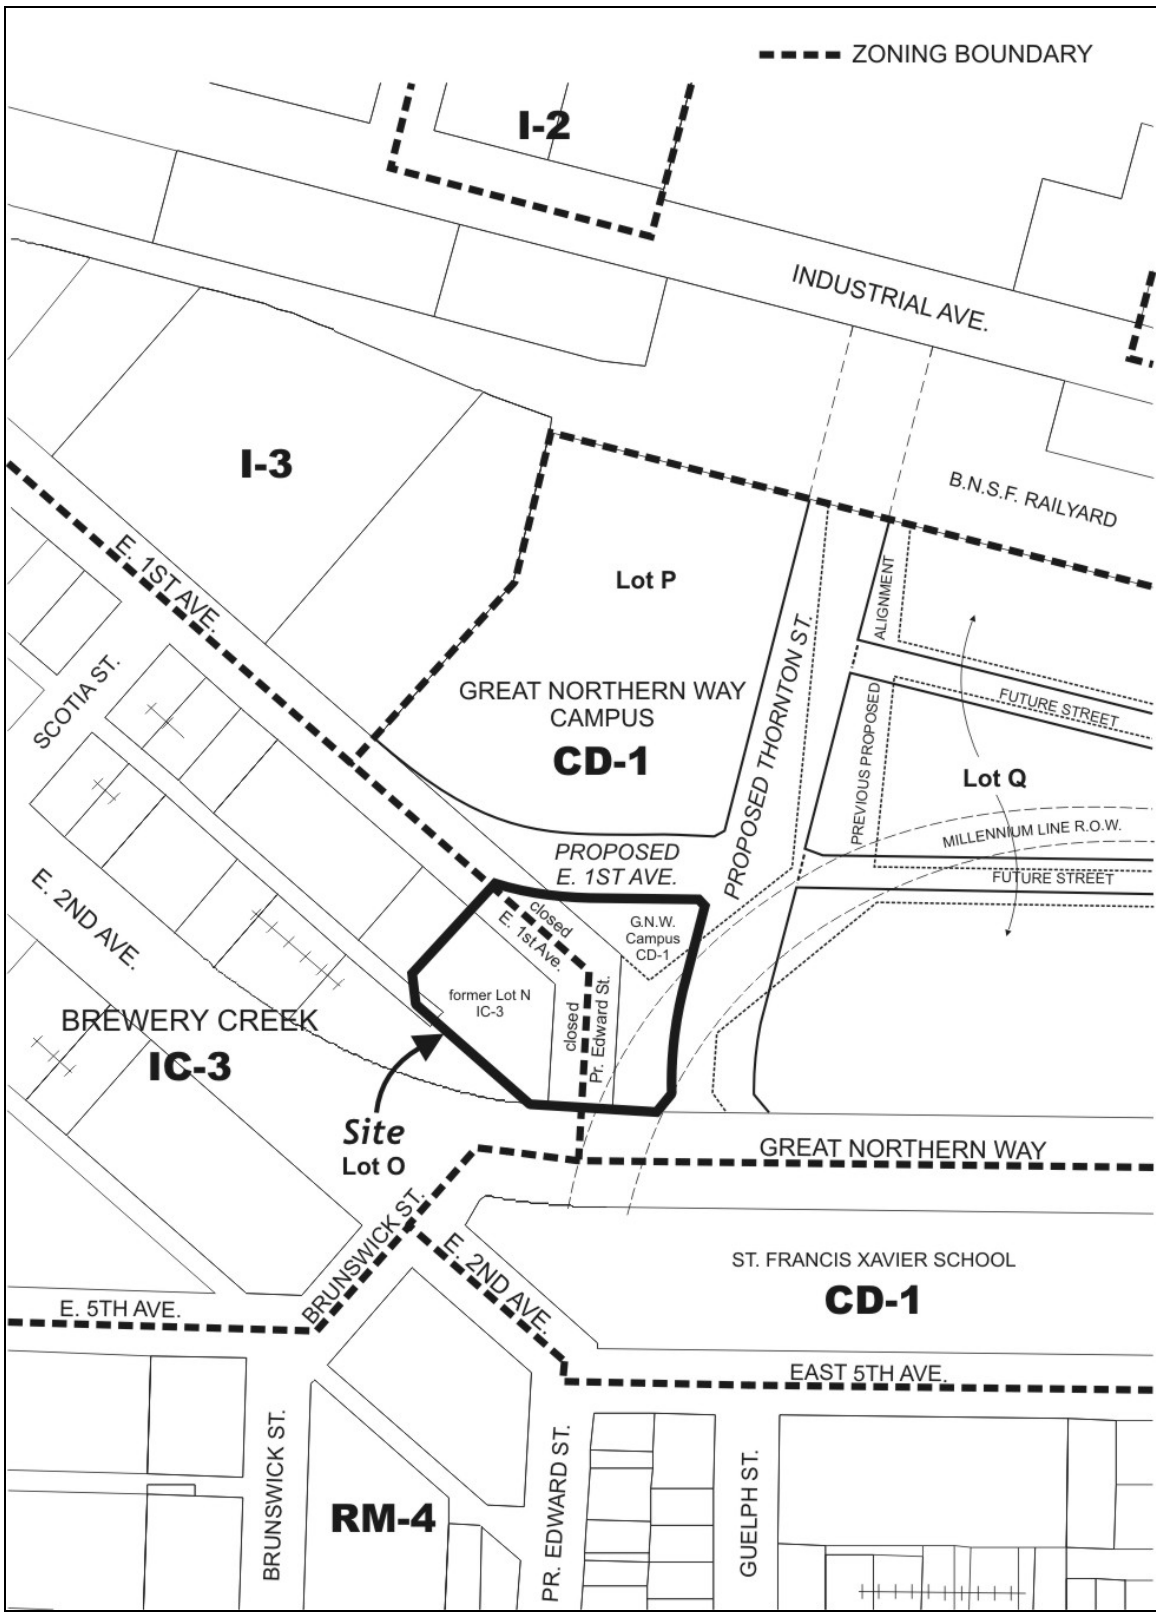 ZONING BOUNDARY
I-2
INDUSTRIAL AVE.
I-3
B.N.S.F. RAILYARD
E. 1ST AVE.
Lot P
ALIGNMENT
SCOTIA ST.
GREAT NORTHERN WAY
CAMPUS
CD-1
PROPOSED THORNTON ST.
FUTURE STREET
PREVIOUS PROPOSED
Lot Q
MILLENNIUM LINE R.O.W.
PROPOSED
E. 1ST AVE.
FUTURE STREET
E. 2ND AVE.
closed
E. 1st Ave.
G.N.W.
Campus
CD-1
former Lot N
IC-3
closed
Pr. Edward St.
BREWERY CREEK
IC-3
Site
Lot O
GREAT NORTHERN WAY
BRUNSWICK ST.
E. 2ND AVE.
ST. FRANCIS XAVIER SCHOOL
CD-1
E. 5TH AVE.
EAST 5TH AVE.
BRUNSWICK ST.
RM-4
PR. EDWARD ST.
GUELPH ST.